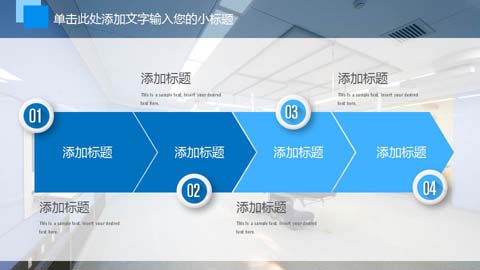 单击此处添加文字输入您的小标题
添加标题
This is a sample text. Insert your desired
text here.
添加标题
This is a sample text. Insert your desired
text here.
01
03
添加标题
添加标题
添加标题
添加标题
02
04
添加标题
This is a sample text. Insert your desired
text here.
添加标题
This is a sample text. Insert your desired
text here.